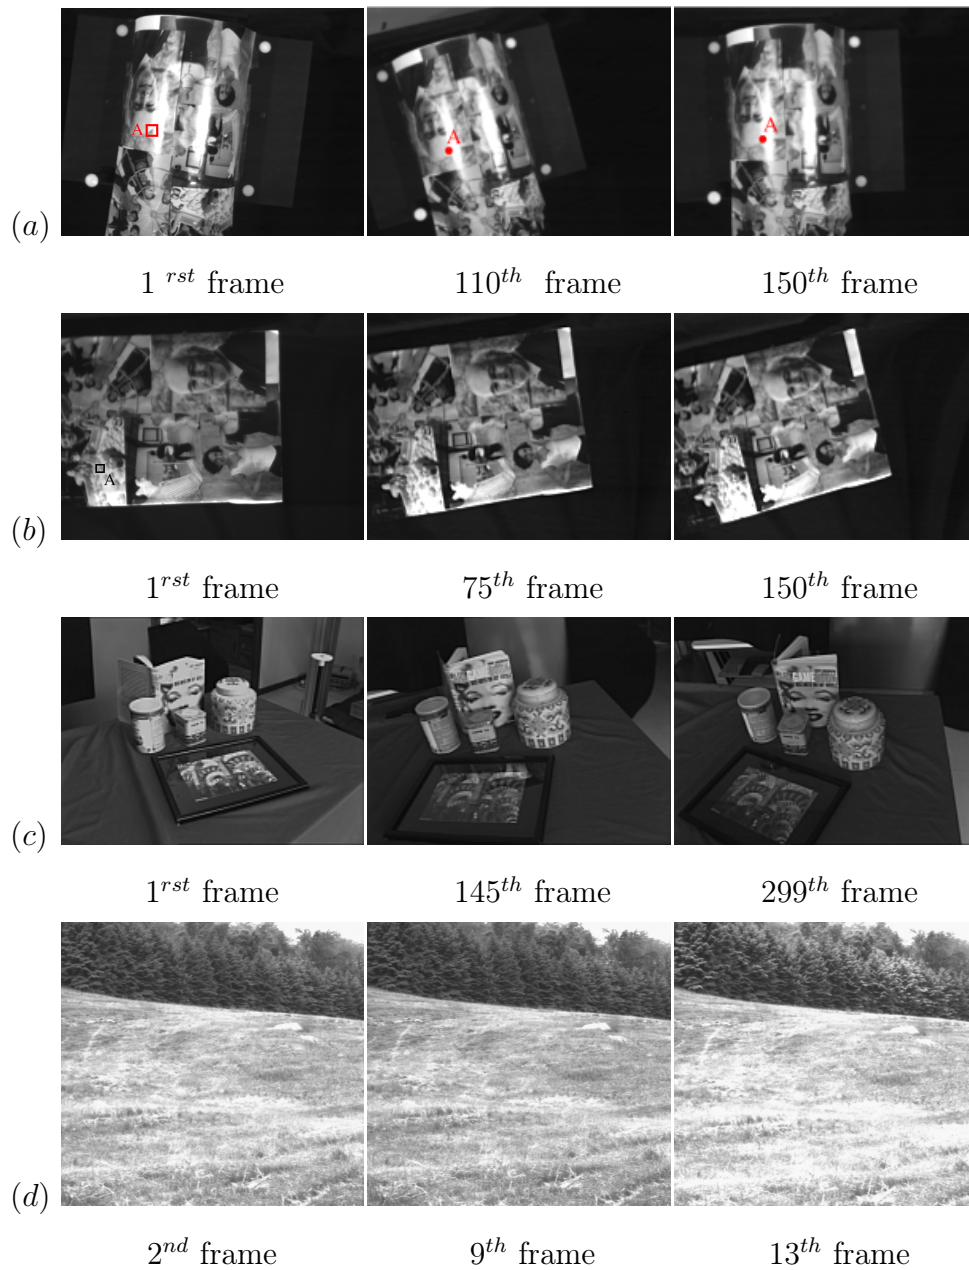 A
A
A
(a)
1 rst frame
110th frame
150th frame
A
(b)
1rst frame
75th frame
150th frame
GAME
(c)
1rst frame
145th frame
299th frame
(d)
2nd frame
9th frame
13th frame